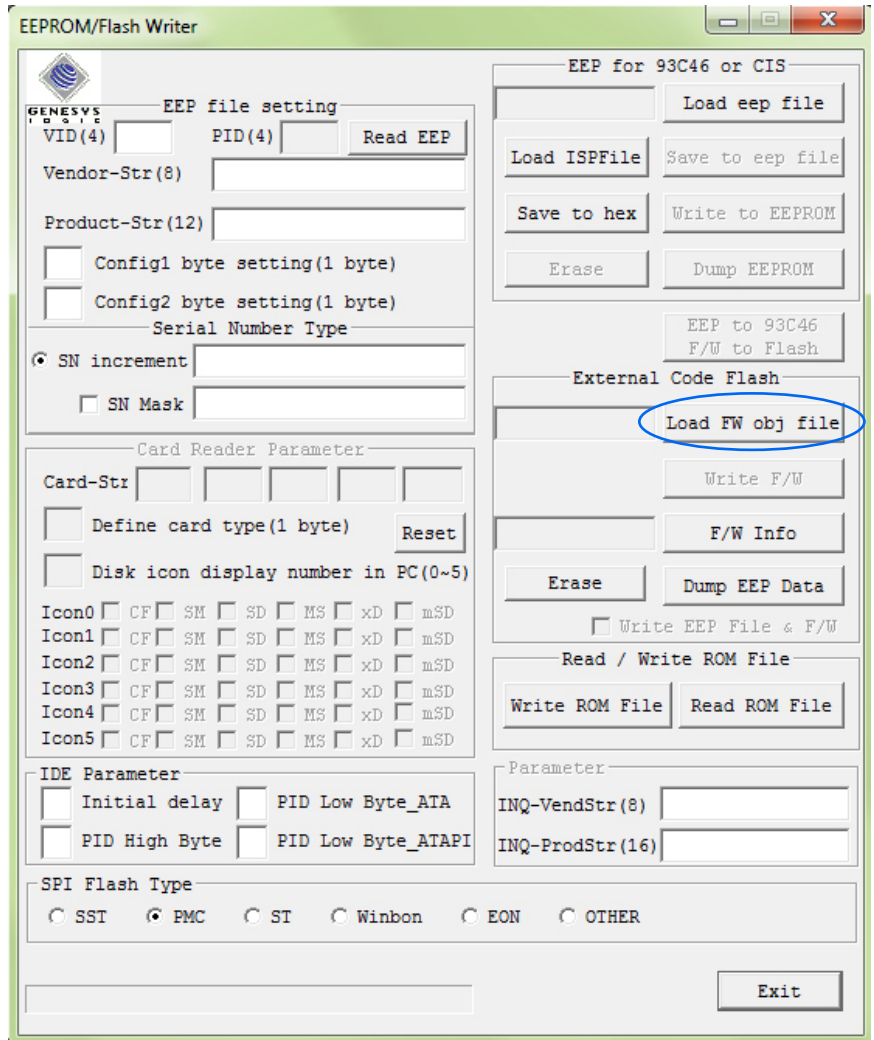 EEPROM/Flash Writer
GENESYS
LOGIC
EEP file setting
VID(4) PID(4) Read EEP
Vendor-Str(8)
Product-Str(12)
Config1 byte setting(1 byte)
Config2 byte setting(1 byte)
Serial Number Type
SN increment
SN Mask
Card Reader Parameter
Card-Str
Define card type(1 byte) Reset
Disk icon display number in PC(0~5)
Icon0 CF SM SD MS xD mSD
Icon1 CF SM SD MS xD mSD
Icon2 CF SM SD MS xD mSD
Icon3 CF SM SD MS xD mSD
Icon4 CF SM SD MS xD mSD
Icon5 CF SM SD MS xD mSD
IDE Parameter
Initial delay PID Low Byte_ATA
PID High Byte PID Low Byte_ATAPI
EEP for 93C46 or CIS
Load eep file
Load ISPFile Save to eep file
Save to hex Write to EEPROM
Erase Dump EEPROM
EEP to 93C46
F/W to Flash
External Code Flash
Load FW obj file
Write F/W
F/W Info
Erase Dump EEP Data
Write EEP File & F/W
Read / Write ROM File
Write ROM File Read ROM File
Parameter
INQ-VendStr(8)
INQ-ProdStr(16)
SPI Flash Type
SST PMC ST Winbon EON OTHER
Exit